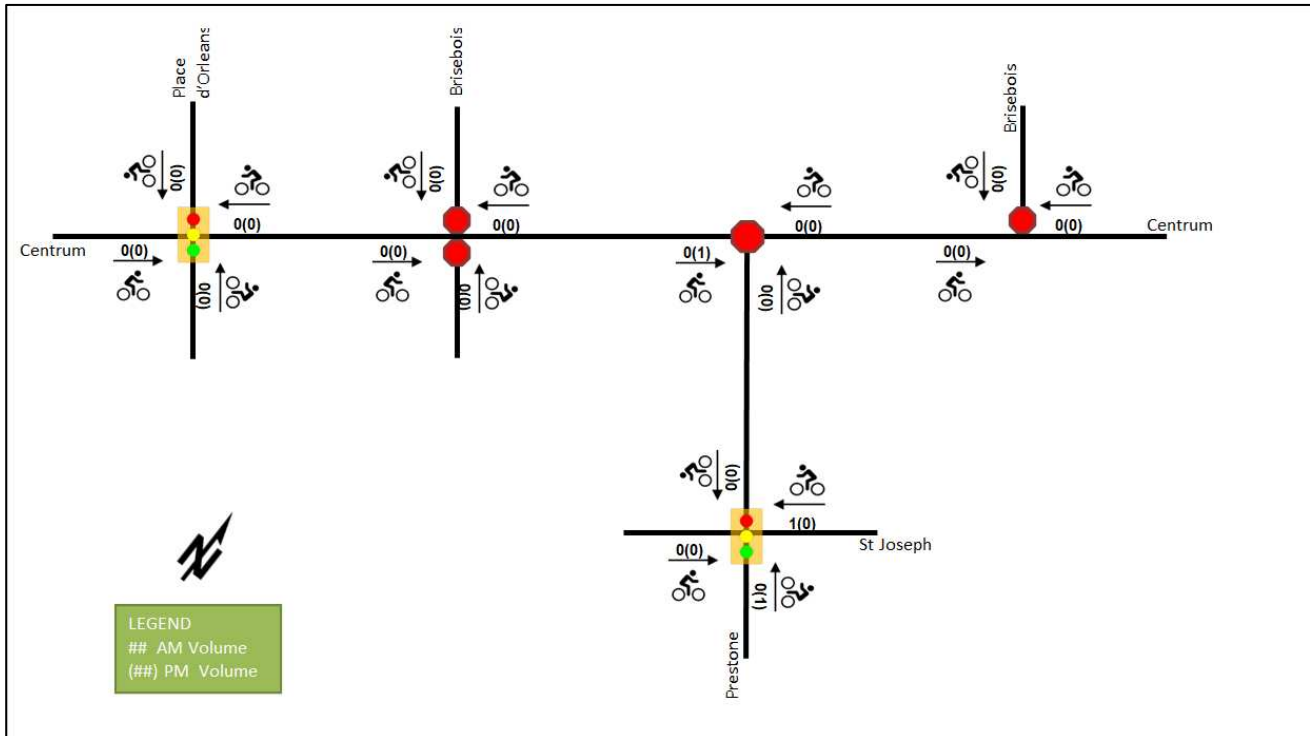 Place
d'Orleans
Brisebois
Brisebois
0(0)
0(0)
0(0)
0(0)
0(0)
0(0)
0(0)
0(0)
Centrum
Centrum
0(0)
0(0)
0(1)
0(0)
0(0)
0(0)
0(0)
0(0)
1(0)
St Joseph
0(0)
0(1)
Prestone
N
LEGEND
## AM Volume
(##) PM Volume